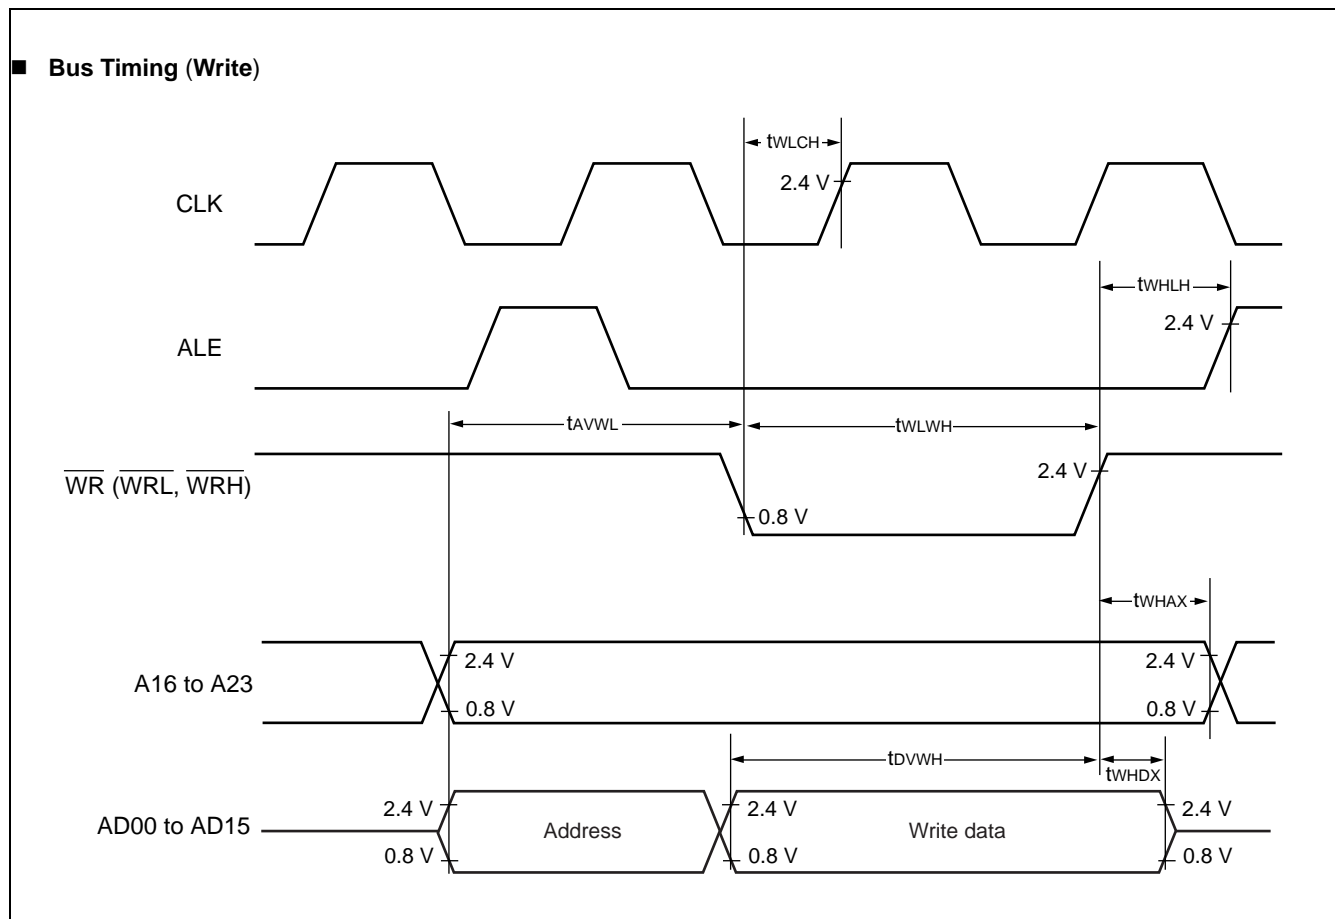 ■ Bus Timing (Write)
tWLCH
2.4 V
CLK
tWHLH
2.4 V
ALE
tAVWL
tWLWH
2.4 V
WR (WRL, WRH)
0.8 V
tWHAX
2.4 V
2.4 V
A16 to A23
0.8 V
0.8 V
tDVWH
tWHDX
2.4 V
2.4 V
2.4 V
AD00 to AD15
Address
Write data
0.8 V
0.8 V
0.8 V